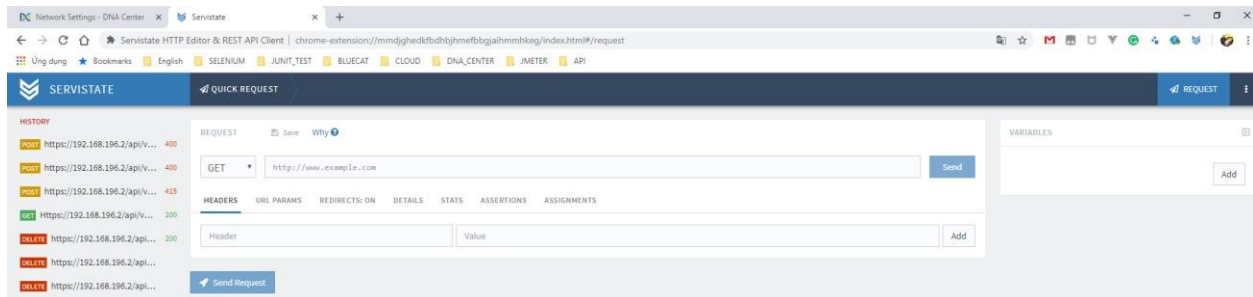 Network Settings - DNA Center
Servistate
Servistate HTTP Editor & REST API Client | chrome-extension://mmdjghedkfbdhbjhmefbbgjaihmmhkeg/index.html#/request
Ứng dụng Bookmarks English SELENIUM JUNIT_TEST BLUECAT CLOUD DNA_CENTER JMETER API
SERVISTATE
QUICK REQUEST
REQUEST
HISTORY
POST https://192.168.196.2/api/v... 400
POST https://192.168.196.2/api/v... 400
POST https://192.168.196.2/api/v... 415
GET Https://192.168.196.2/api/v... 200
DELETE https://192.168.196.2/api... 200
DELETE https://192.168.196.2/api...
DELETE https://192.168.196.2/api...
REQUEST Save Why
GET http://www.example.com Send
HEADERS URL PARAMS REDIRECTS: ON DETAILS STATS ASSERTIONS ASSIGNMENTS
Header Value Add
Send Request
VARIABLES
Add